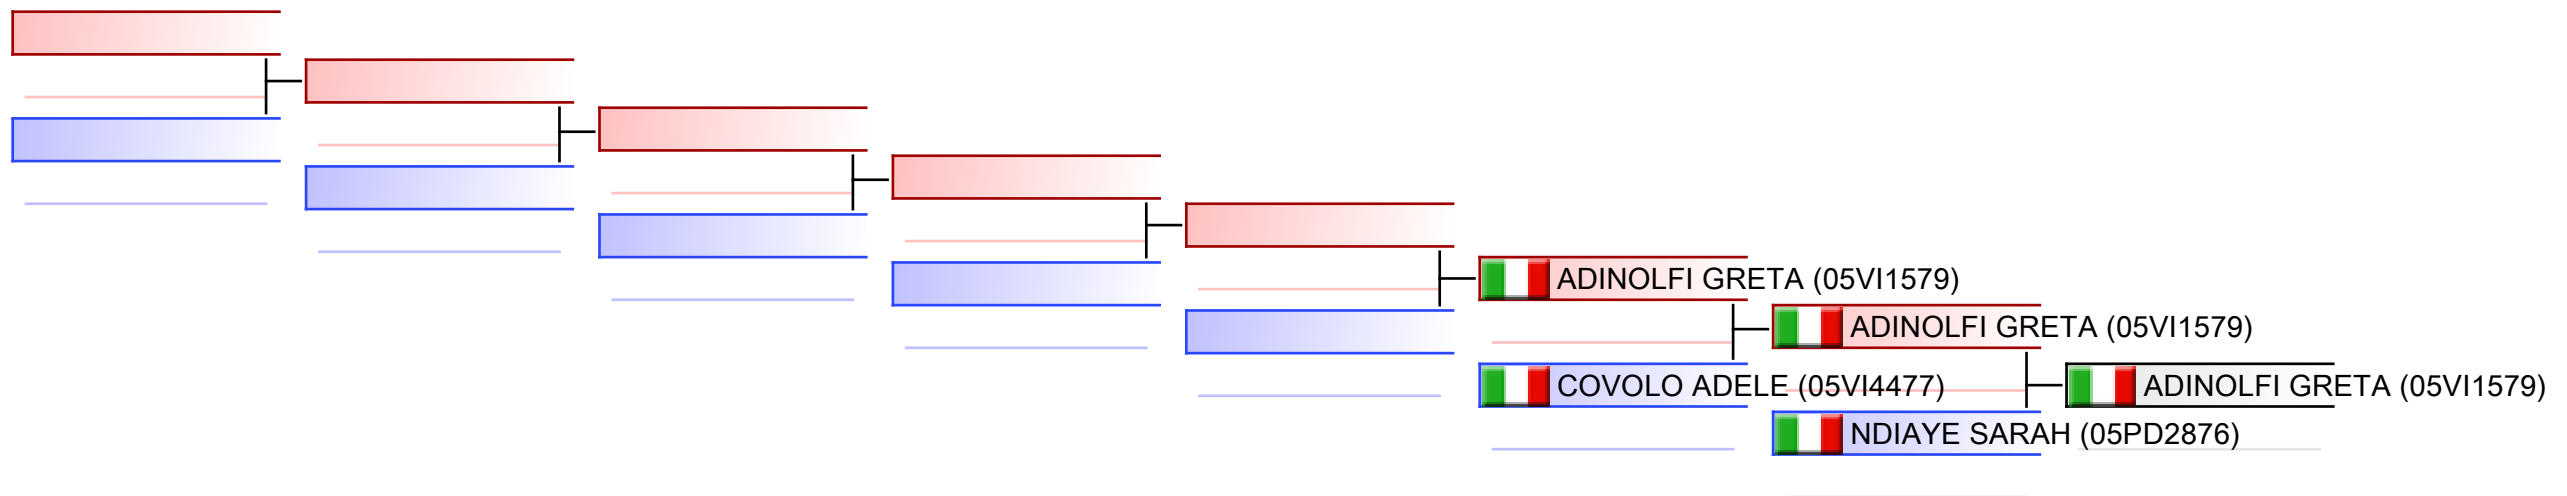 ADINOLFI GRETA (05VI1579)
ADINOLFI GRETA (05VI1579)
COVOLO ADELE (05VI4477)
ADINOLFI GRETA (05VI1579)
NDIAYE SARAH (05PD2876)